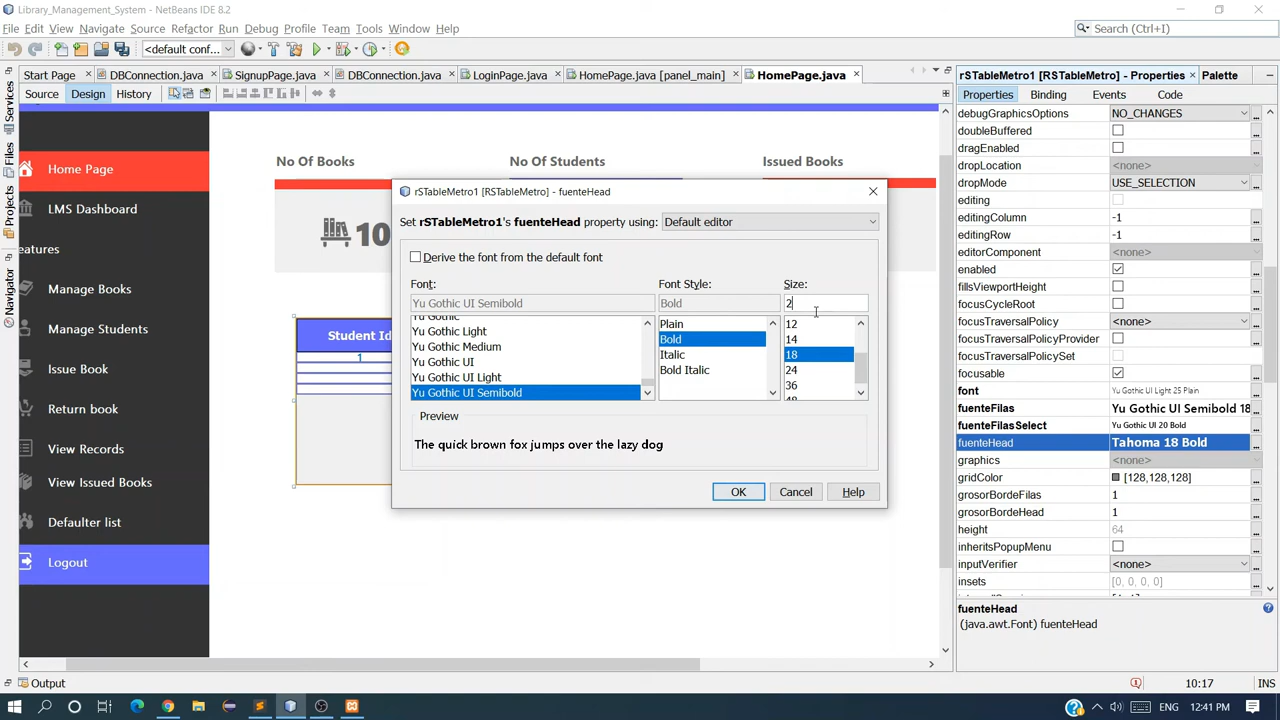 Library_Management_System - NetBeans IDE 8.2
File Edit View Navigate Source Refactor Run Debug Profile Team Tools Window Help
Search (Ctrl+I)
<default conf...
Start Page
DBConnection.java
SignupPage.java
DBConnection.java
LoginPage.java
HomePage.java [panel_main]
HomePage.java
rSTableMetro1 [RSTableMetro] - Properties
Palette
Source Design History
Properties Binding Events Code
Services
Files
Projects
Navigator
Home Page
LMS Dashboard
eatures
Manage Books
Manage Students
Issue Book
Return book
View Records
View Issued Books
Defaulter list
Logout
No Of Books
No Of Students
Issued Books
10
Student Id
1
rSTableMetro1 [RSTableMetro] - fuenteHead
Set rSTableMetro1's fuenteHead property using: Default editor
Derive the font from the default font
Font: Font Style: Size:
Yu Gothic UI Semibold Bold 2
Yu Gothic
Yu Gothic Light
Yu Gothic Medium
Yu Gothic UI
Yu Gothic UI Light
Yu Gothic UI Semibold
Plain
Bold
Italic
Bold Italic
12
14
18
24
36
48
Preview
The quick brown fox jumps over the lazy dog
OK Cancel Help
debugGraphicsOptions NO_CHANGES
doubleBuffered
dragEnabled
dropLocation <none>
dropMode USE_SELECTION
editing
editingColumn -1
editingRow -1
editorComponent <none>
enabled
fillsViewportHeight
focusCycleRoot
focusTraversalPolicy <none>
focusTraversalPolicyProvider
focusTraversalPolicySet
focusable
font Yu Gothic UI Light 25 Plain
fuenteFilas Yu Gothic UI Semibold 18
fuenteFilasSelect Yu Gothic UI 20 Bold
fuenteHead Tahoma 18 Bold
graphics <none>
gridColor [128,128,128]
grosorBordeFilas 1
grosorBordeHead 1
height 64
inheritsPopupMenu
inputVerifier <none>
insets [0, 0, 0, 0]
fuenteHead
(java.awt.Font) fuenteHead
Output
10:17 INS
ENG 12:41 PM